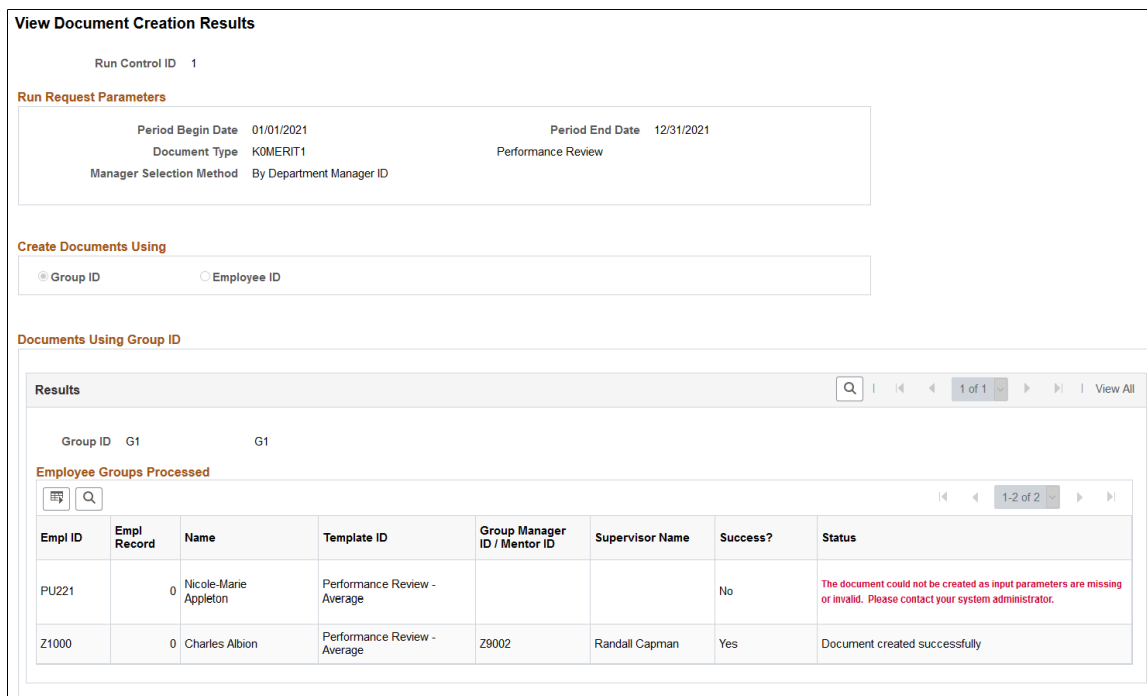 View Document Creation Results
Run Control ID 1
Run Request Parameters
Period Begin Date 01/01/2021 Period End Date 12/31/2021
Document Type K0MERIT1 Performance Review
Manager Selection Method By Department Manager ID
Create Documents Using
Group ID Employee ID
Documents Using Group ID
Results 1 of 1 View All
Group ID G1 G1
Employee Groups Processed
1-2 of 2
Empl ID Empl Record Name Template ID Group Manager ID / Mentor ID Supervisor Name Success? Status
PU221 0 Nicole-Marie Appleton Performance Review - Average No The document could not be created as input parameters are missing or invalid. Please contact your system administrator.
Z1000 0 Charles Albion Performance Review - Average Z9002 Randall Capman Yes Document created successfully